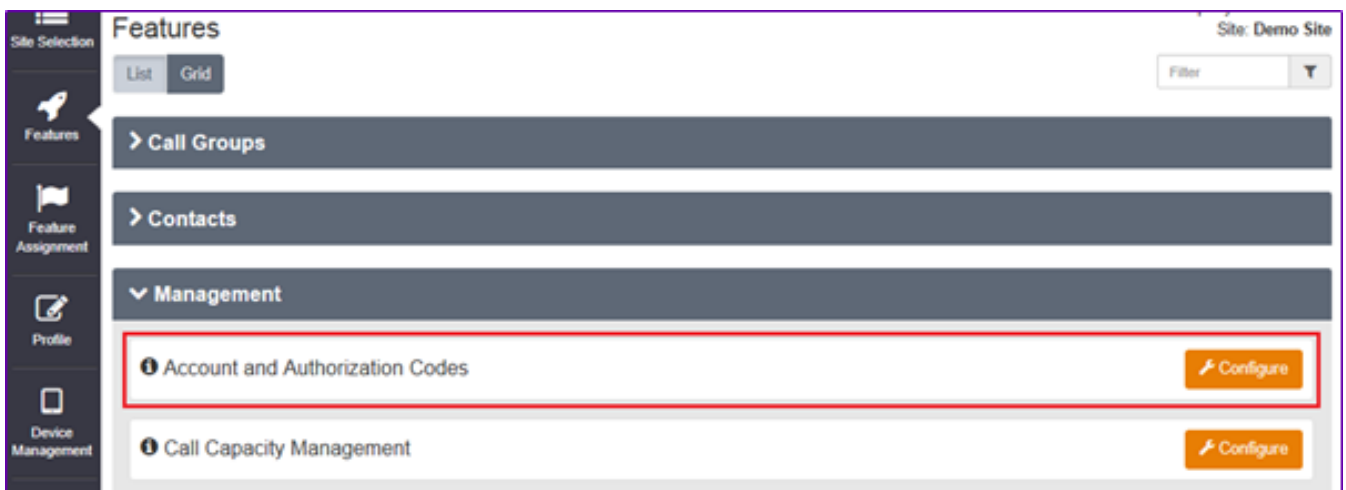 Site Selection
Features
Site: Demo Site
List Grid
Filter
Features
Call Groups
Feature
Assignment
Contacts
Profile
Management
Account and Authorization Codes
Configure
Device
Management
Call Capacity Management
Configure